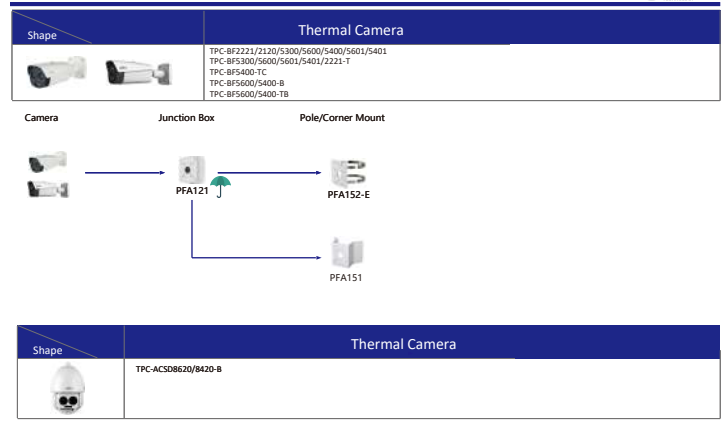 Shape
Thermal Camera
TPC-BF2221/2120/5300/5600/5400/5601/5401
TPC-BF5300/5600/5601/5401/2221-T
TPC-BF5400-TC
TPC-BF5600/5400-B
TPC-BF5600/5400-TB
Camera Junction Box Pole/Corner Mount
PFA121
PFA152-E
PFA151
Shape
Thermal Camera
TPC-ACSD8620/8420-B